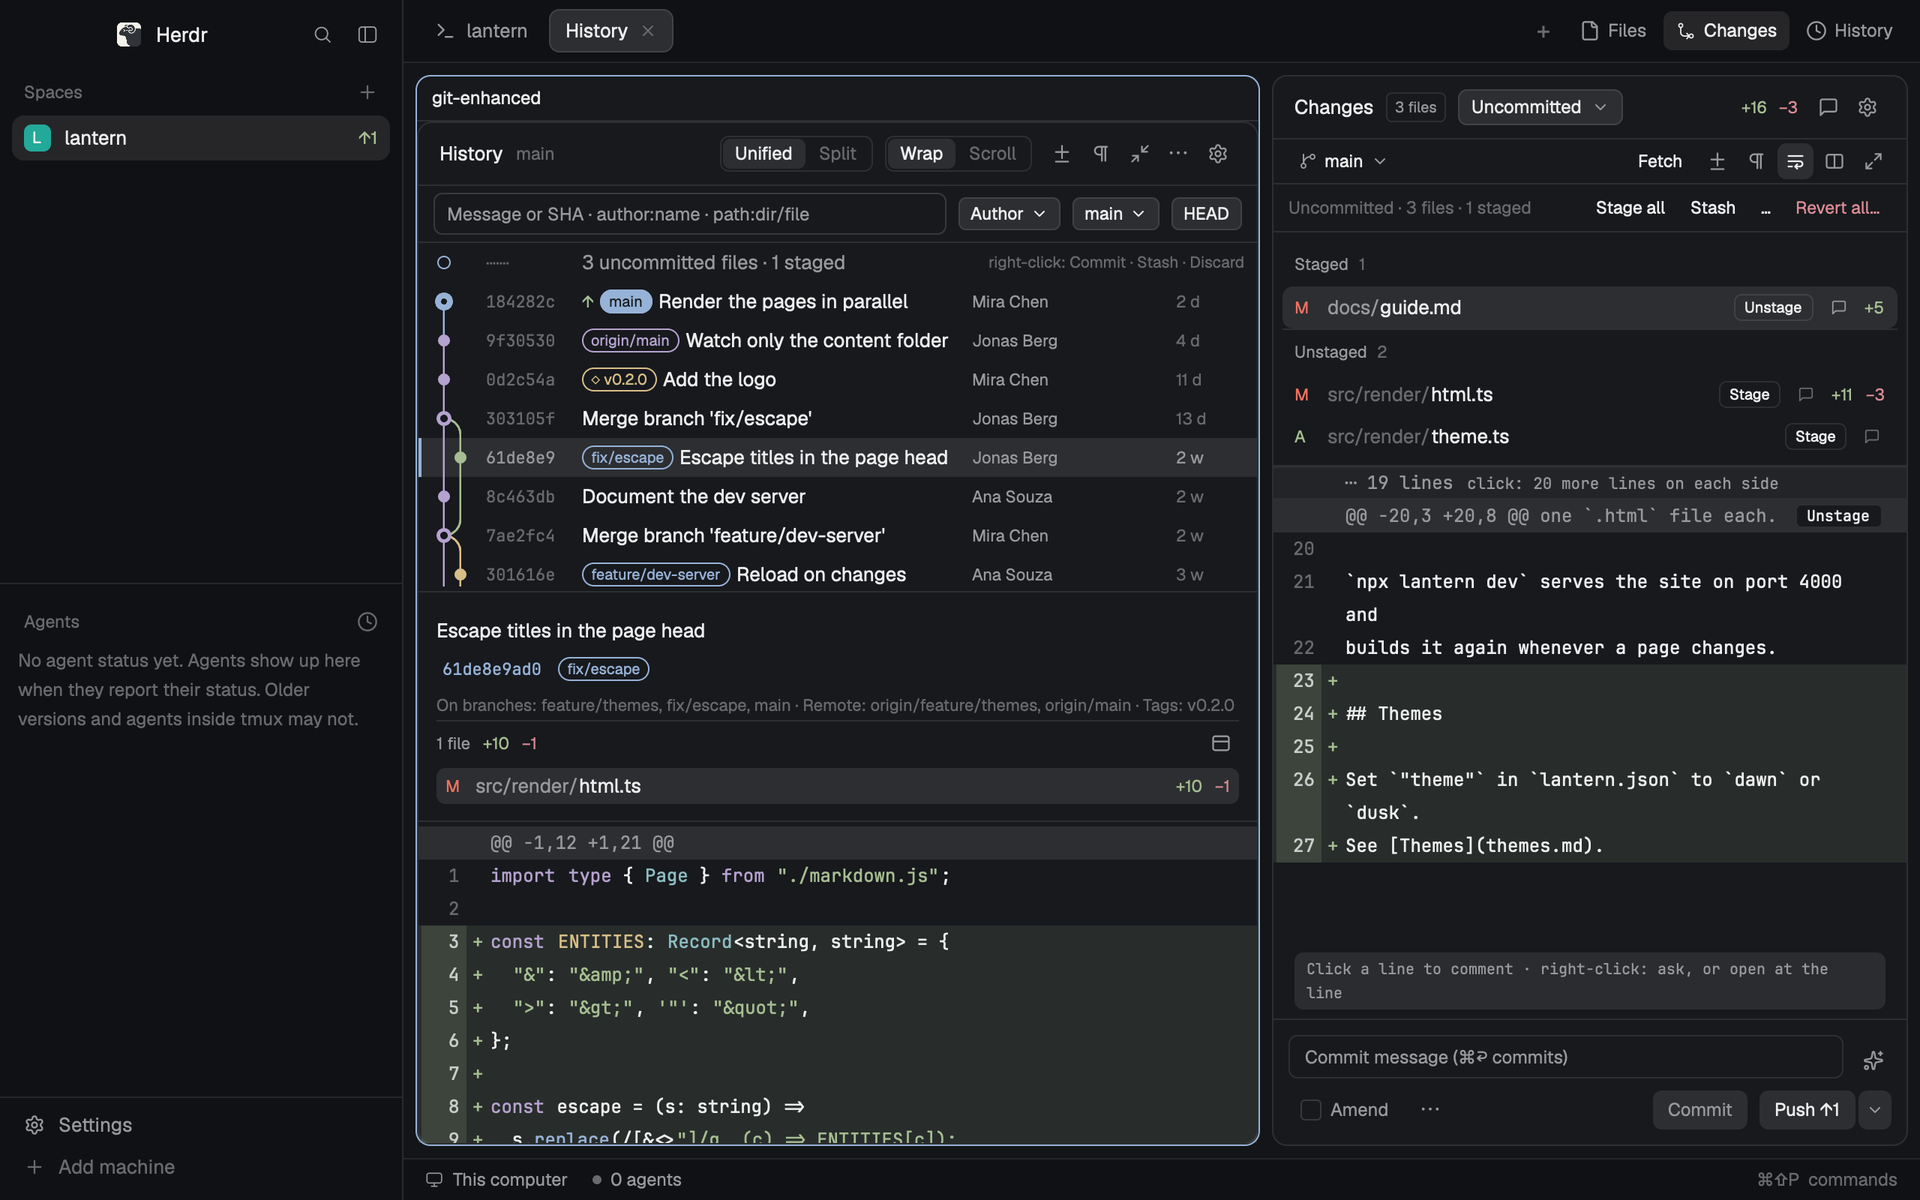 Herdr
Spaces
L lantern ↑1
Agents
No agent status yet. Agents show up here
when they report their status. Older
versions and agents inside tmux may not.
Settings
Add machine
lantern
History
Files
Changes
History
git-enhanced
History main
Unified Split
Wrap Scroll
Message or SHA · author:name · path:dir/file
Author
main
HEAD
3 uncommitted files · 1 staged right-click: Commit · Stash · Discard
184282c ↑ main Render the pages in parallel Mira Chen 2 d
9f30530 origin/main Watch only the content folder Jonas Berg 4 d
0d2c54a ◇ v0.2.0 Add the logo Mira Chen 11 d
303105f Merge branch 'fix/escape' Jonas Berg 13 d
61de8e9 fix/escape Escape titles in the page head Jonas Berg 2 w
8c463db Document the dev server Ana Souza 2 w
7ae2fc4 Merge branch 'feature/dev-server' Mira Chen 2 w
301616e feature/dev-server Reload on changes Ana Souza 3 w
Escape titles in the page head
61de8e9ad0 fix/escape
On branches: feature/themes, fix/escape, main · Remote: origin/feature/themes, origin/main · Tags: v0.2.0
1 file +10 −1
M src/render/html.ts +10 −1
@@ -1,12 +1,21 @@
1 import type { Page } from "./markdown.js";
2
3 + const ENTITIES: Record<string, string> = {
4 + "&": "&amp;", "<": "&lt;",
5 + ">": "&gt;", '"': "&quot;",
6 + };
7 +
8 + const escape = (s: string) =>
9 + s.replace(/[&<>"]/g, (c) => ENTITIES[c]);
Changes 3 files Uncommitted +16 −3
main Fetch
Uncommitted · 3 files · 1 staged Stage all Stash … Revert all…
Staged 1
M docs/guide.md Unstage +5
Unstaged 2
M src/render/html.ts Stage +11 −3
A src/render/theme.ts Stage
⋯ 19 lines click: 20 more lines on each side
@@ -20,3 +20,8 @@ one `.html` file each. Unstage
20
21 `npx lantern dev` serves the site on port 4000
and
22 builds it again whenever a page changes.
23 +
24 + ## Themes
25 +
26 + Set `"theme"` in `lantern.json` to `dawn` or
`dusk`.
27 + See [Themes](themes.md).
Click a line to comment · right-click: ask, or open at the
line
Commit message (⌘⏎ commits)
Amend
Commit
Push ↑1
This computer
0 agents
⌘⇧P commands